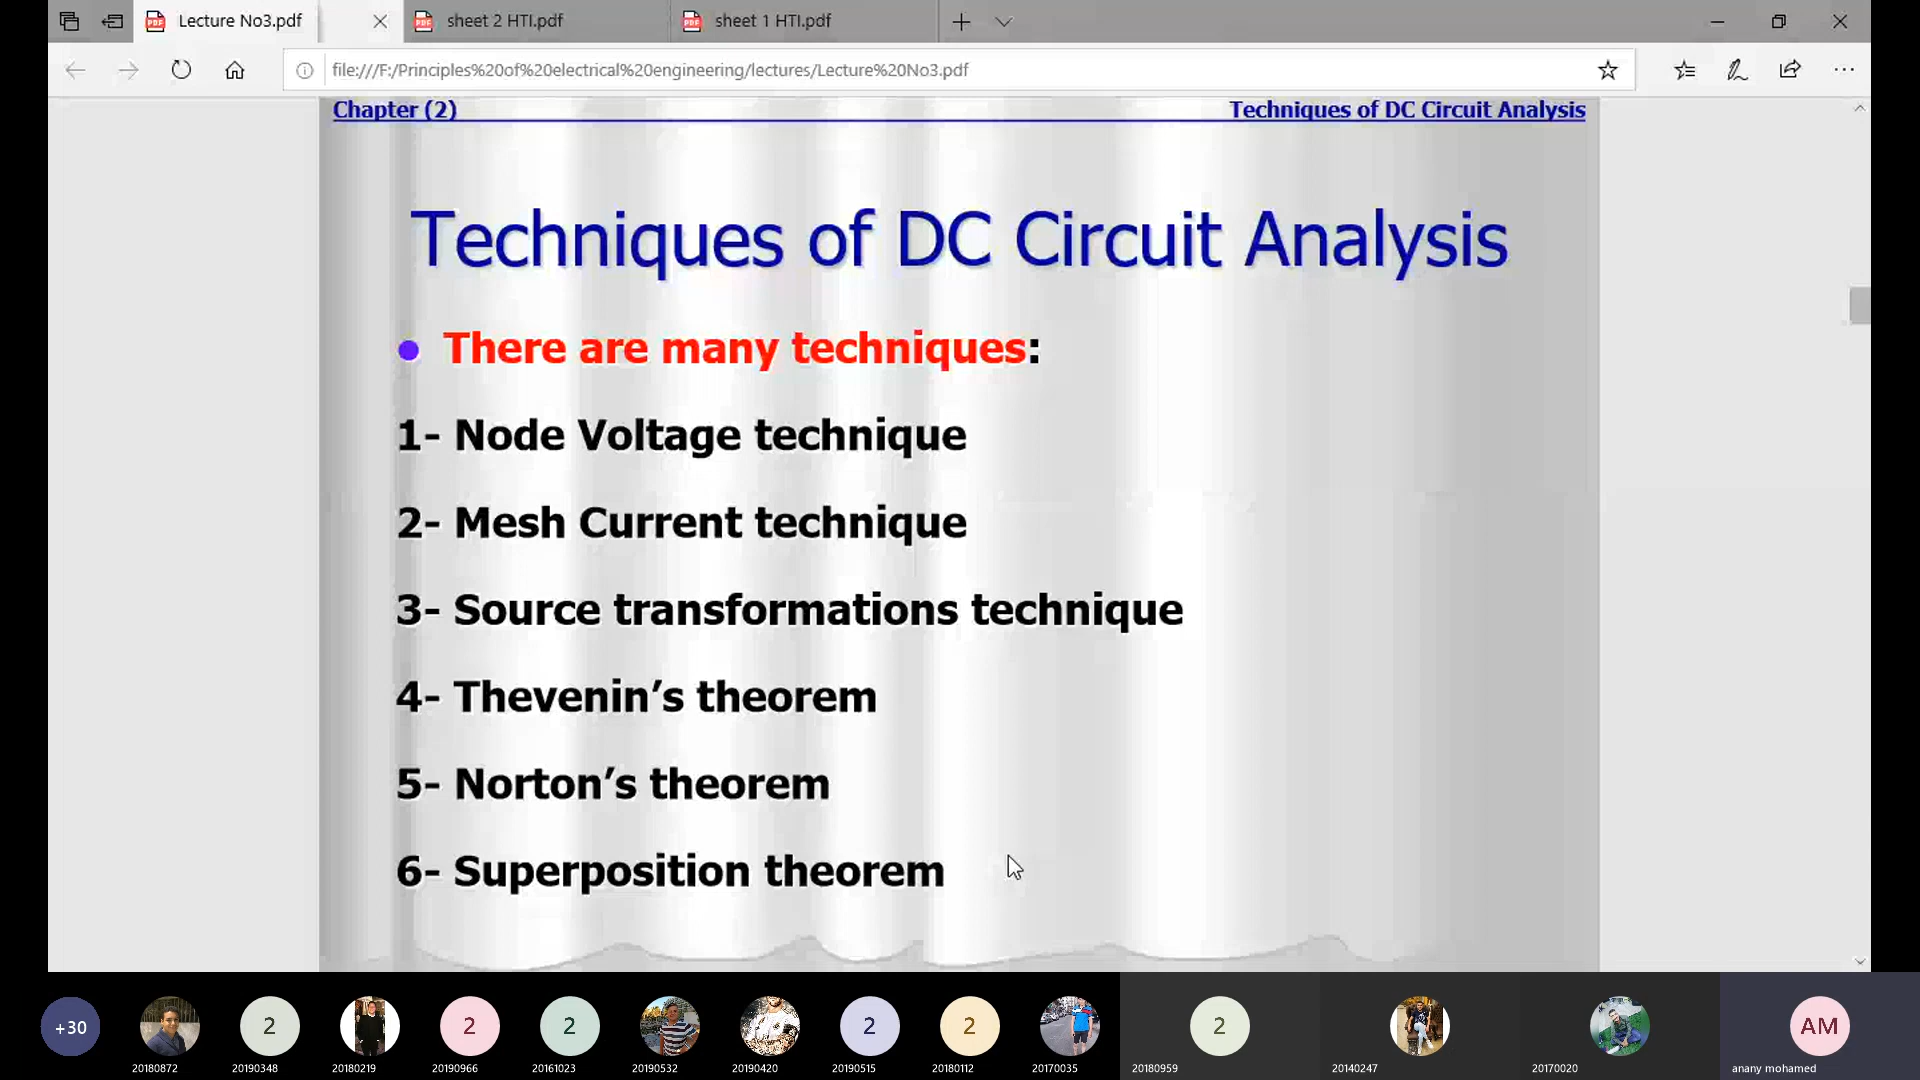 Lecture No3.pdf
sheet 2 HTI.pdf
sheet 1 HTI.pdf
file:///F:/Principles%20of%20electrical%20engineering/lectures/Lecture%20No3.pdf
Chapter (2) Techniques of DC Circuit Analysis
Techniques of DC Circuit Analysis
There are many techniques:
1- Node Voltage technique
2- Mesh Current technique
3- Source transformations technique
4- Thevenin’s theorem
5- Norton’s theorem
6- Superposition theorem
+30
2
2
2
2
2
2
AM
20180872
20190348
20180219
20190966
20161023
20190532
20190420
20190515
20180112
20170035
20180959
20140247
20170020
anany mohamed